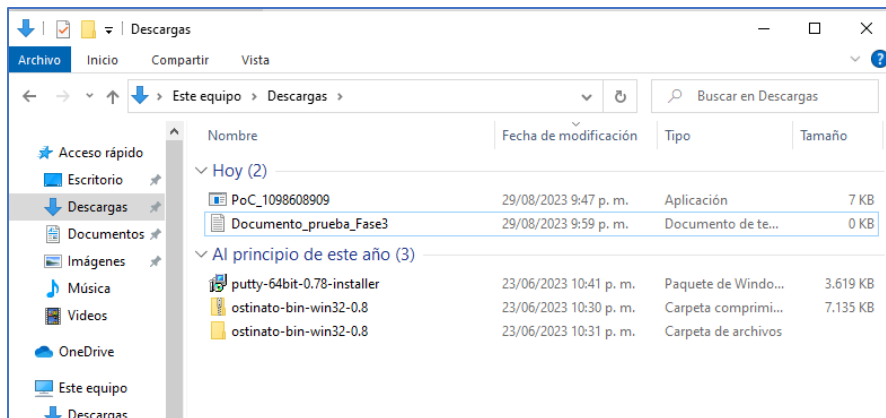 Descargas
Archivo Inicio Compartir Vista
Este equipo > Descargas > Buscar en Descargas
Nombre Fecha de modificación Tipo Tamaño
Acceso rápido
Escritorio
Descargas
Documentos
Imágenes
Música
Videos
OneDrive
Este equipo
Descargas
Hoy (2)
PoC_1098608909 29/08/2023 9:47 p. m. Aplicación 7 KB
Documento_prueba_Fase3 29/08/2023 9:59 p. m. Documento de te... 0 KB
Al principio de este año (3)
putty-64bit-0.78-installer 23/06/2023 10:41 p. m. Paquete de Windo... 3.619 KB
ostinato-bin-win32-0.8 23/06/2023 10:30 p. m. Carpeta comprimi... 7.135 KB
ostinato-bin-win32-0.8 23/06/2023 10:31 p. m. Carpeta de archivos